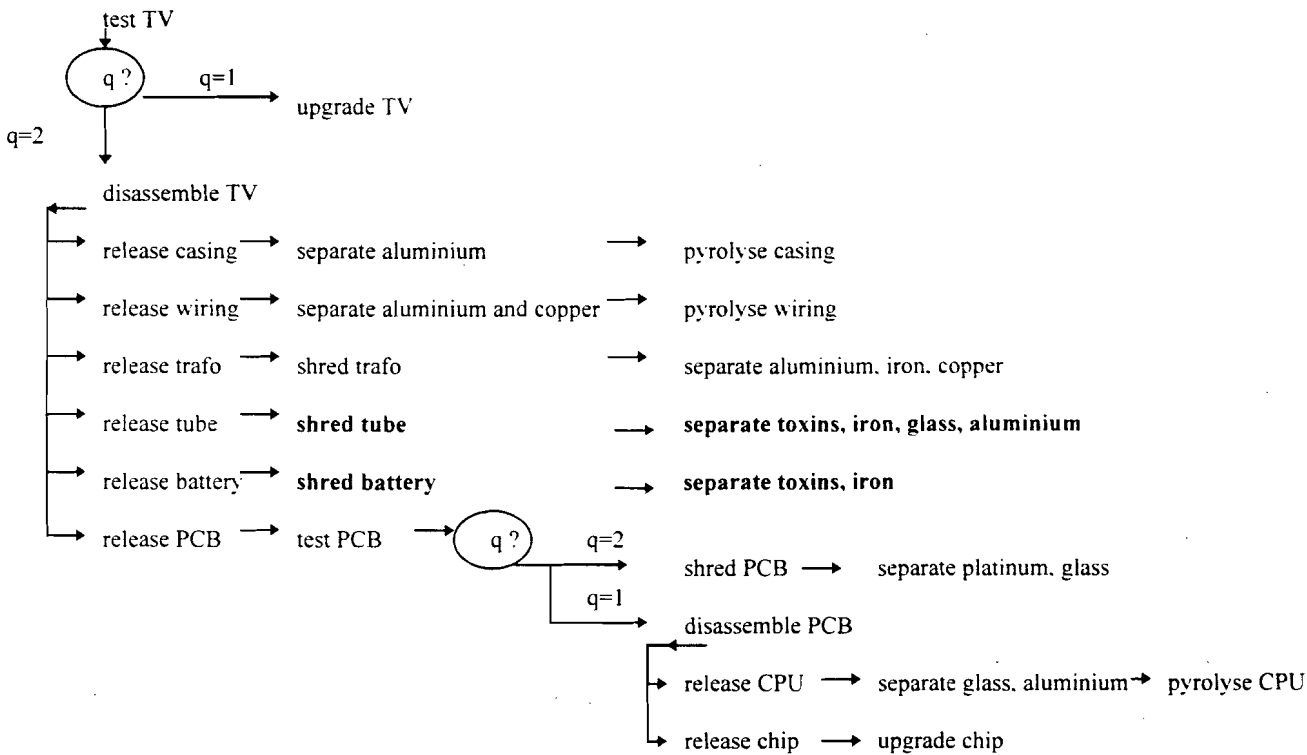 test TV
q ? q=1
upgrade TV
q=2
disassemble TV
release casing separate aluminium pyrolyse casing
release wiring separate aluminium and copper pyrolyse wiring
release trafo shred trafo separate aluminium, iron, copper
release tube shred tube separate toxins, iron, glass, aluminium
release battery shred battery separate toxins, iron
release PCB test PCB q ? q=2
shred PCB separate platinum, glass
q=1
disassemble PCB
release CPU separate glass, aluminium pyrolyse CPU
release chip upgrade chip